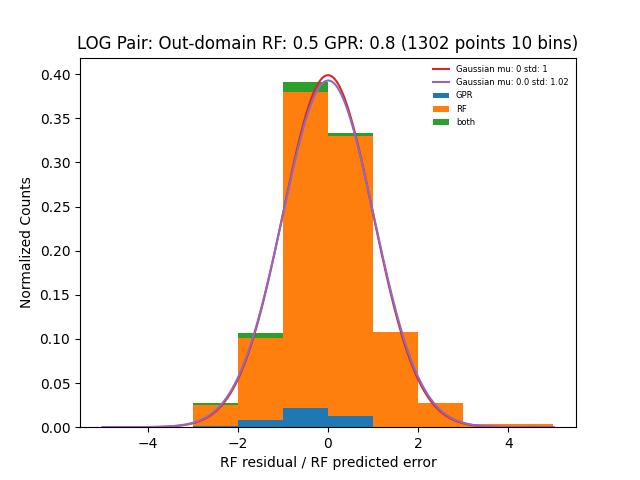 LOG Pair: Out-domain RF: 0.5 GPR: 0.8 (1302 points 10 bins)
Gaussian mu: 0 std: 1
Gaussian mu: 0.0 std: 1.02
GPR
RF
both
Normalized Counts
0.40
0.35
0.30
0.25
0.20
0.15
0.10
0.05
0.00
−4 −2 0 2 4
RF residual / RF predicted error